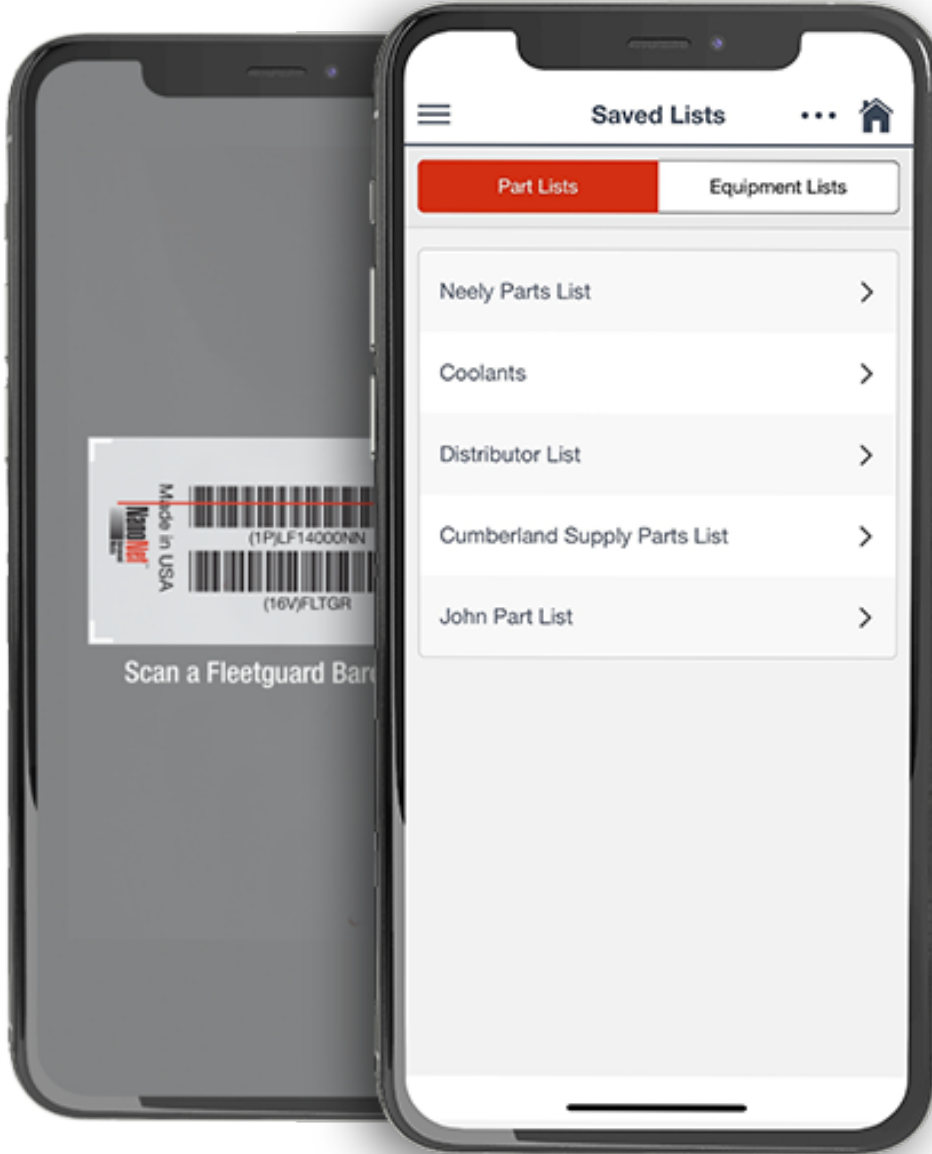 Made in USA
NanoNet
(1P)LF14000NN
(16V)FLTGR
Scan a Fleetguard Barc
Saved Lists
Part Lists
Equipment Lists
Neely Parts List
Coolants
Distributor List
Cumberland Supply Parts List
John Part List